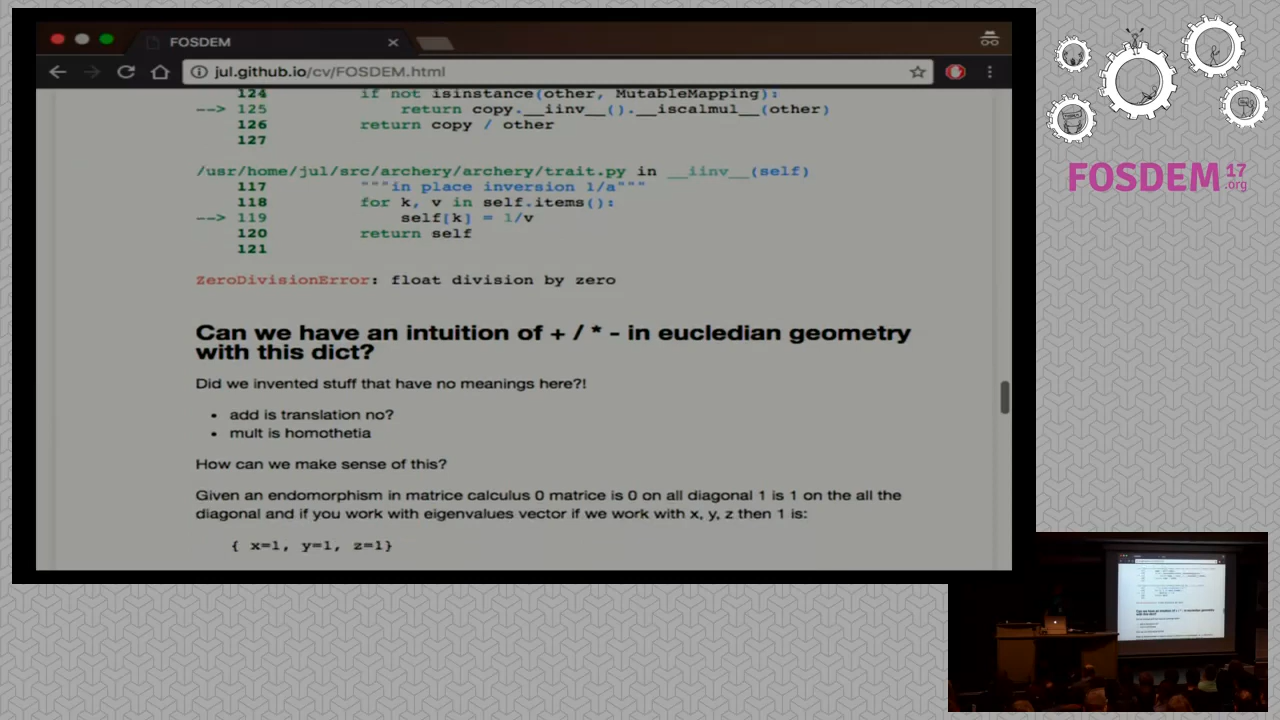 FOSDEM
jul.github.io/cv/FOSDEM.html
124 if not isinstance(other, MutableMapping):
--> 125 return copy.__iinv__().__iscalmul__(other)
126 return copy / other
127
/usr/home/jul/src/archery/archery/trait.py in __iinv__(self)
117 """in place inversion 1/a"""
118 for k, v in self.items():
--> 119 self[k] = 1/v
120 return self
121
ZeroDivisionError: float division by zero
Can we have an intuition of + / * - in eucledian geometry
with this dict?
Did we invented stuff that have no meanings here?!
• add is translation no?
• mult is homothetia
How can we make sense of this?
Given an endomorphism in matrice calculus 0 matrice is 0 on all diagonal 1 is 1 on the all the
diagonal and if you work with eigenvalues vector if we work with x, y, z then 1 is:
{ x=1, y=1, z=1}
FOSDEM 17
.org